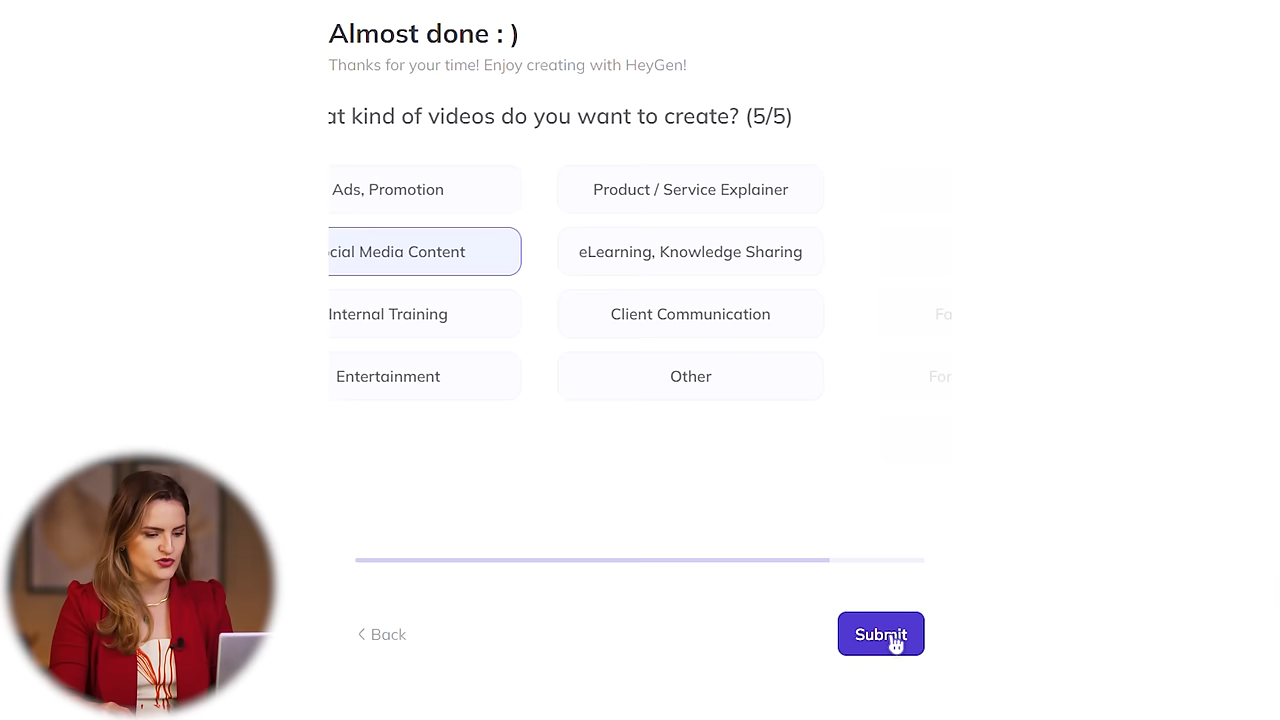 Almost done : )
Thanks for your time! Enjoy creating with HeyGen!
at kind of videos do you want to create? (5/5)
Ads, Promotion
Product / Service Explainer
cial Media Content
eLearning, Knowledge Sharing
Internal Training
Client Communication
Fa
Entertainment
Other
For
Back
Submit